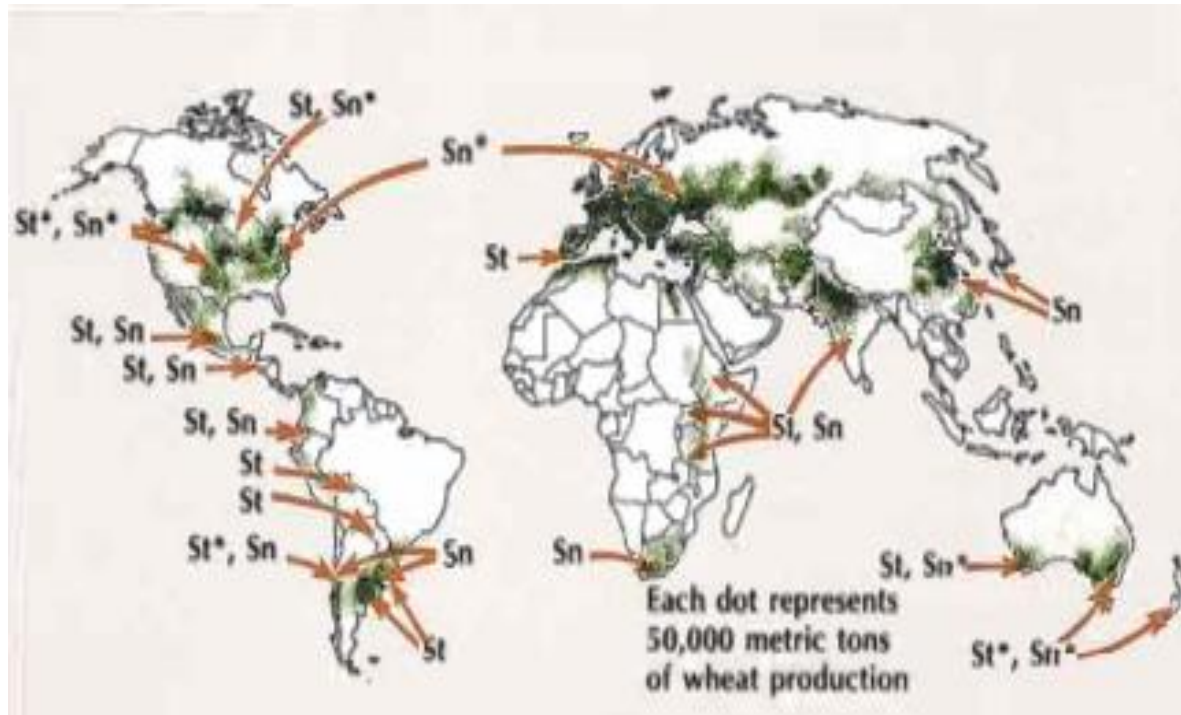 St, Sn*
Sn*
St*, Sn*
St
Sn
St, Sn
St, Sn
St, Sn
St, Sn
St
St
St*, Sn
Sn
Sn
St, Sn*
Each dot represents
50,000 metric tons
of wheat production
St
St*, Sn*